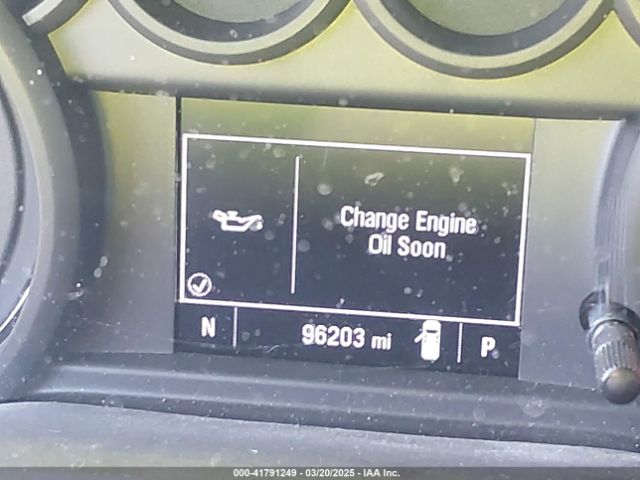 Change Engine
Oil Soon
N 96203 mi P
000-41791249 - 03/20/2025 - IAA Inc.